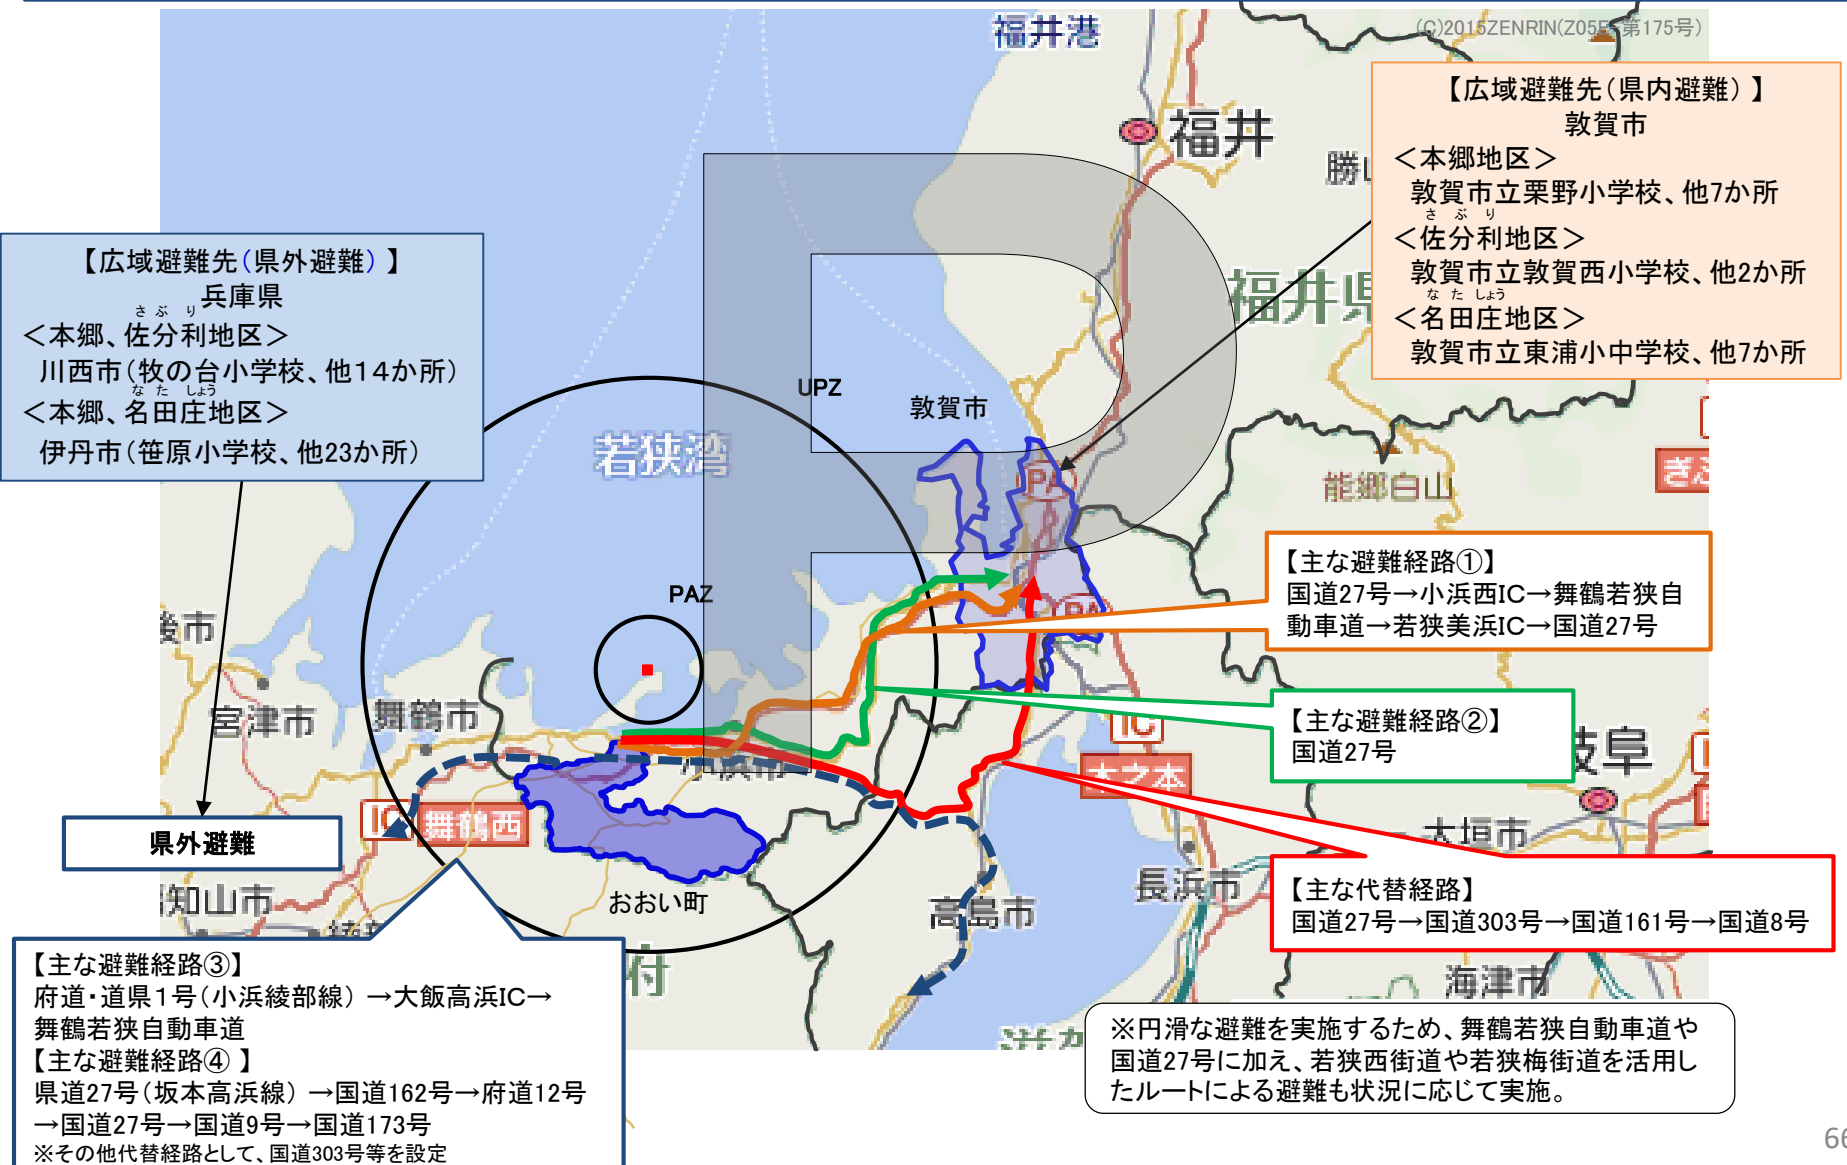 (C)2015ZENRIN(Z05E-第175号)
福井港
福井
勝山
【広域避難先(県内避難)】
敦賀市
＜本郷地区＞
敦賀市立栗野小学校、他7か所
さぶり
＜佐分利地区＞
敦賀市立敦賀西小学校、他2か所
なたしょう
＜名田庄地区＞
敦賀市立東浦小中学校、他7か所
【広域避難先(県外避難)】
兵庫県
さぶり
＜本郷、佐分利地区＞
川西市(牧の台小学校、他１４か所)
なたしょう
＜本郷、名田庄地区＞
伊丹市(笹原小学校、他23か所)
福井県
UPZ
敦賀市
若狭湾
PA
能郷白山
【主な避難経路①】
国道27号→小浜西IC→舞鶴若狭自
動車道→若狭美浜IC→国道27号
PAZ
PA
宮津市
舞鶴市
小浜市
IC
木之本
【主な避難経路②】
国道27号
岐阜
IC
舞鶴西
県外避難
大垣市
長浜市
【主な代替経路】
国道27号→国道303号→国道161号→国道8号
知山市
おおい町
高島市
海津市
【主な避難経路③】
府道・道県１号(小浜綾部線) →大飯高浜IC→
舞鶴若狭自動車道
【主な避難経路④ 】
県道27号(坂本高浜線) →国道162号→府道12号
→国道27号→国道9号→国道173号
※その他代替経路として、国道303号等を設定
※円滑な避難を実施するため、舞鶴若狭自動車道や
国道27号に加え、若狭西街道や若狭梅街道を活用し
たルートによる避難も状況に応じて実施。
66